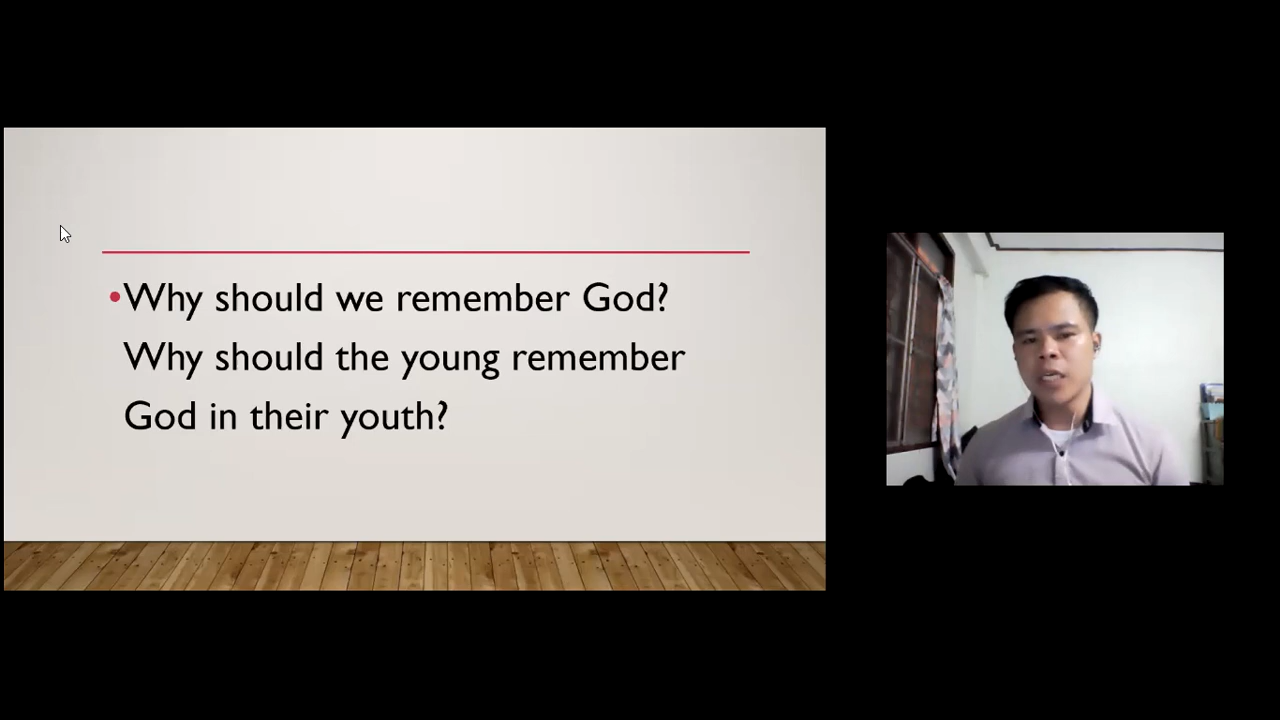 •Why should we remember God?
Why should the young remember
God in their youth?